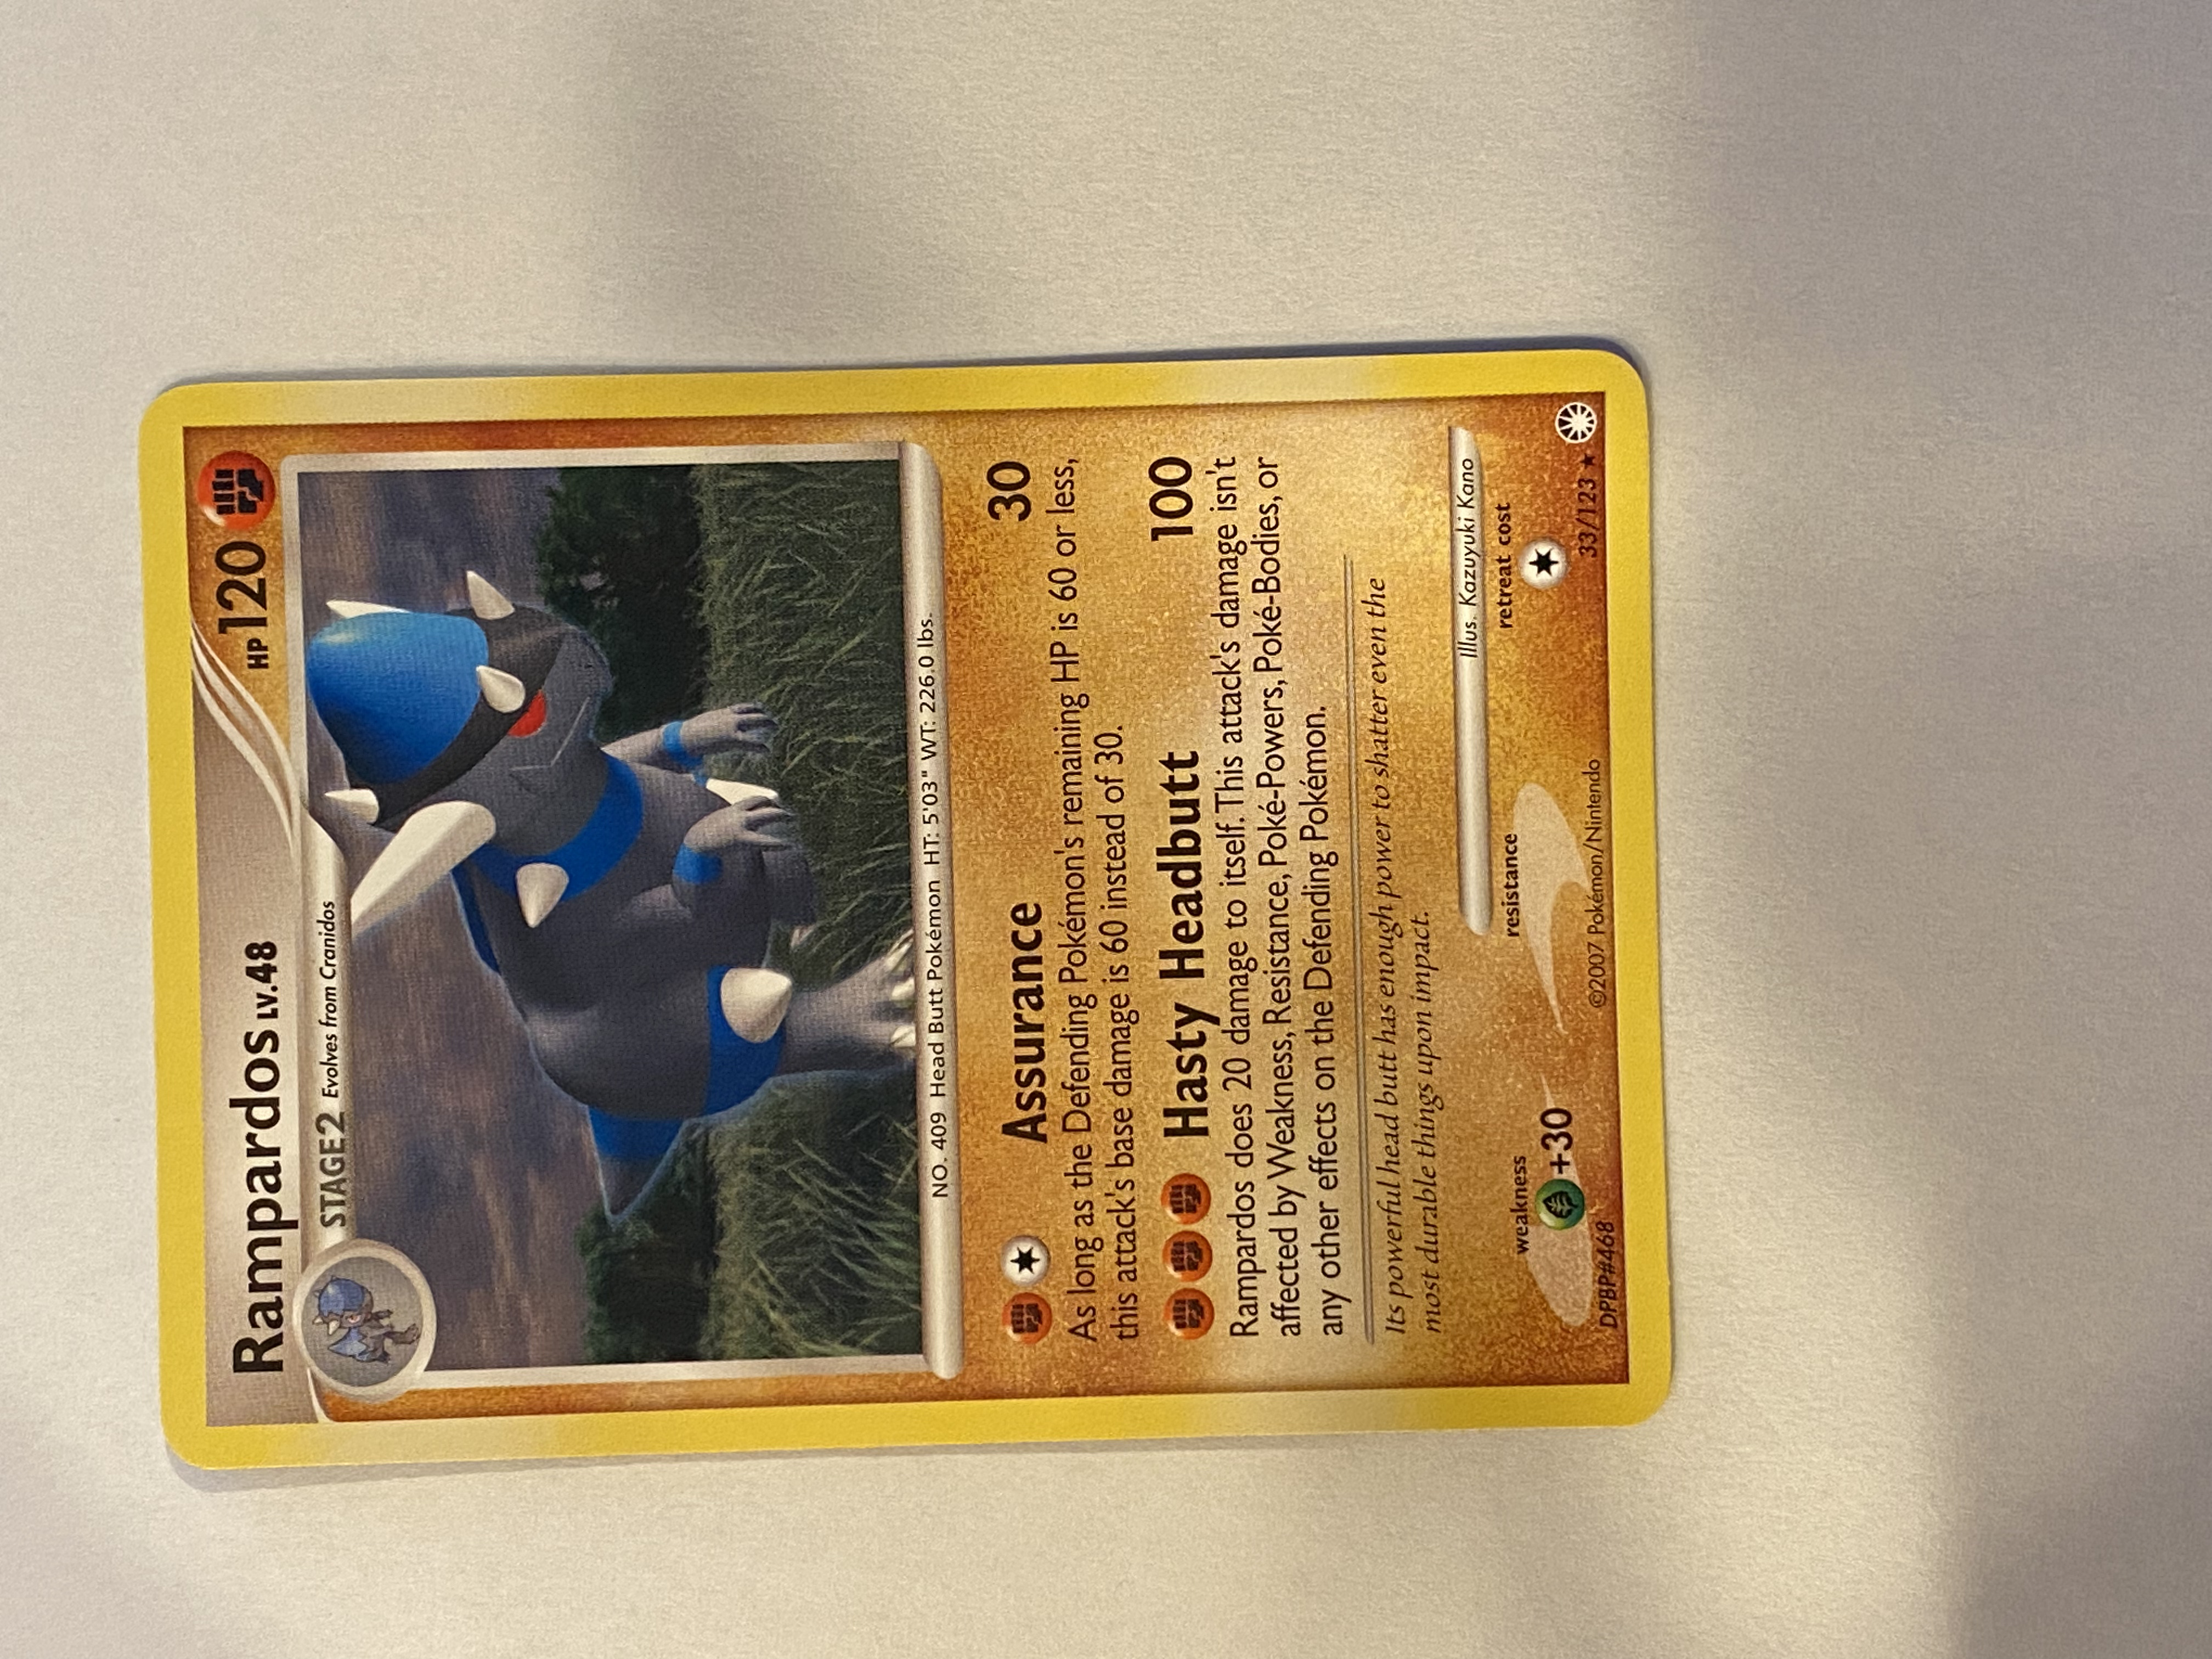 Rampardos LV.48 HP 120
STAGE2 Evolves from Cranidos
NO. 409 Head Butt Pokémon HT: 5'03" WT: 226.0 lbs.
Assurance 30
As long as the Defending Pokémon's remaining HP is 60 or less,
this attack's base damage is 60 instead of 30.
Hasty Headbutt 100
Rampardos does 20 damage to itself. This attack's damage isn't
affected by Weakness, Resistance, Poké-Powers, Poké-Bodies, or
any other effects on the Defending Pokémon.
Its powerful head butt has enough power to shatter even the
most durable things upon impact.
Illus. Kazuyuki Kano
weakness resistance retreat cost
+30
DPBP#468 ©2007 Pokémon/Nintendo 33/123 ★